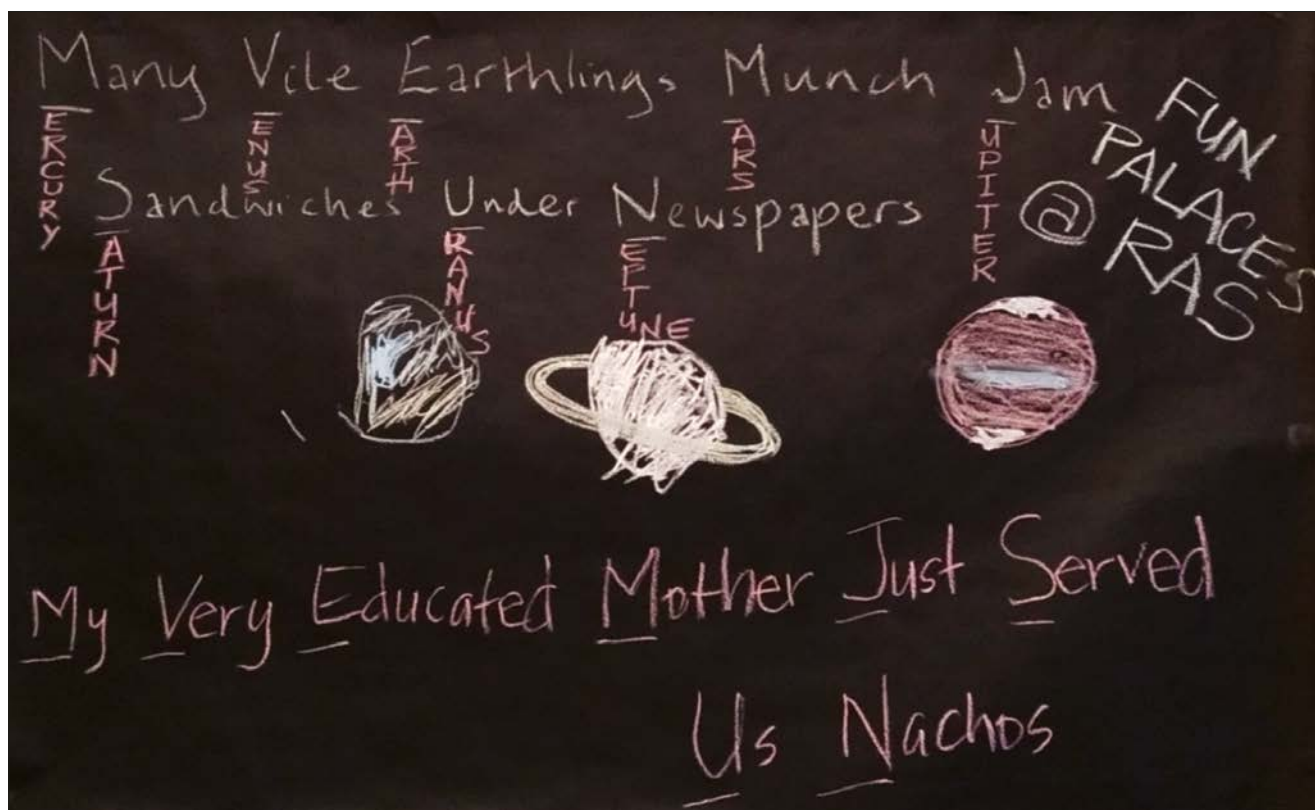 Many Vile Earthlings Munch Jam
ERCURY
ENUS
ARTH
ARS
UPITER
Sandwiches Under Newspapers
ATURN
RANUS
EPTUNE
FUN
PALACES
@ RAS
My Very Educated Mother Just Served
Us Nachos